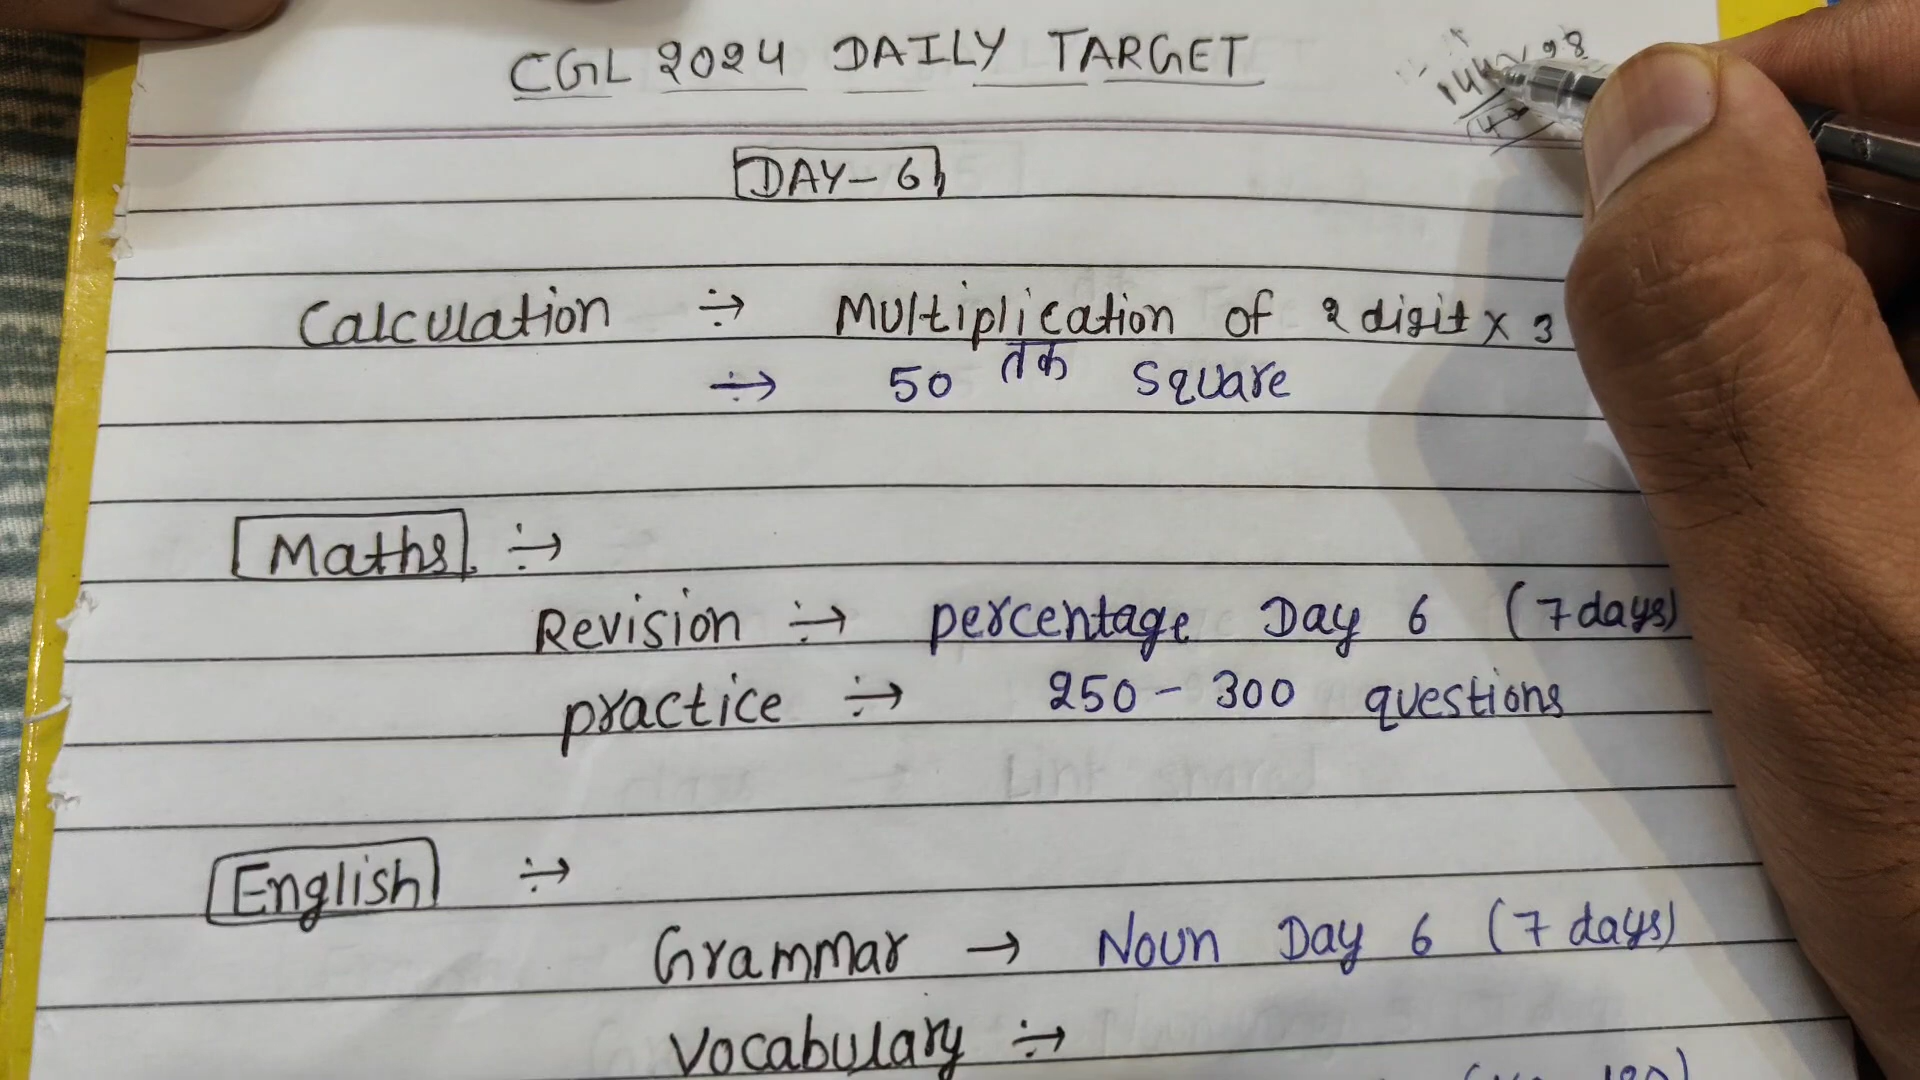 CGL 2024 DAILY TARGET
DAY-6
Calculation ÷→ Multiplication of 2 digit x 3
÷→ 50 तक Square
Maths ÷→
Revision ÷→ percentage Day 6 (7 days)
practice ÷→ 250 - 300 questions
English ÷→
Grammar → Noun Day 6 (7 days)
Vocabulary ÷→